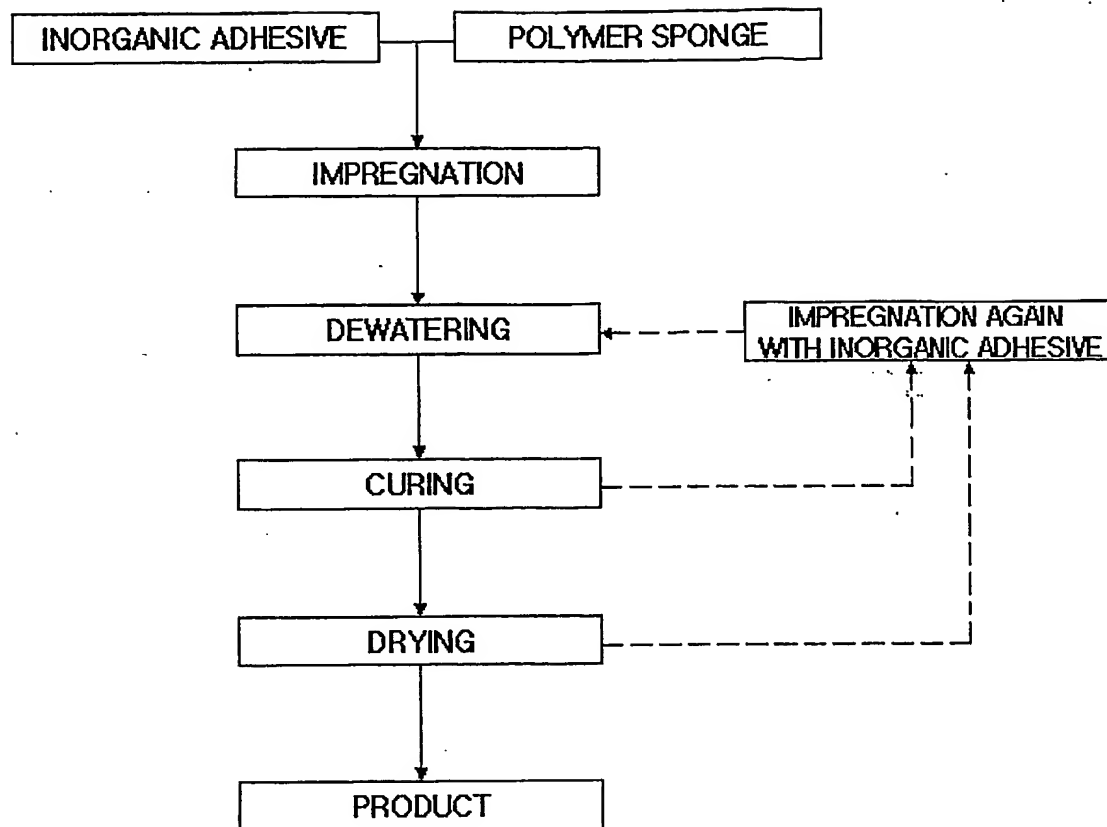 INORGANIC ADHESIVE
POLYMER SPONGE
IMPREGNATION
DEWATERING
IMPREGNATION AGAIN
WITH INORGANIC ADHESIVE
CURING
DRYING
PRODUCT